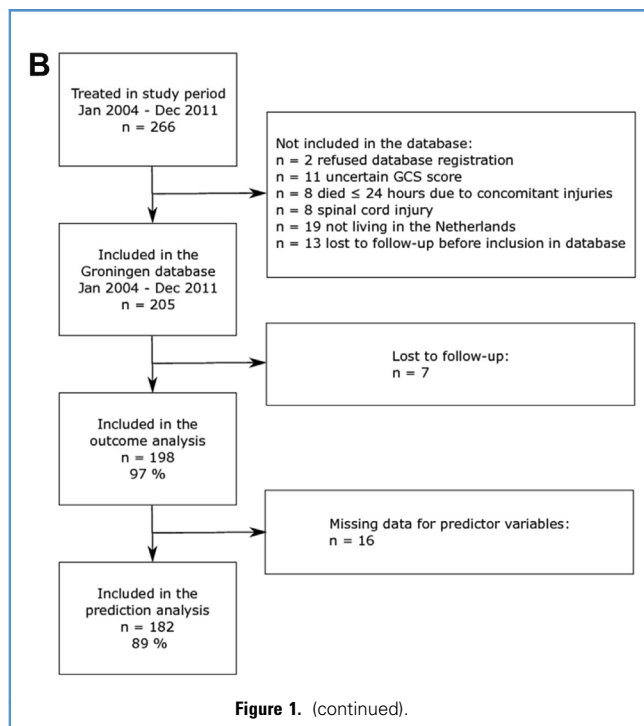 B
Treated in study period
Jan 2004 - Dec 2011
n = 266
Not included in the database:
n = 2 refused database registration
n = 11 uncertain GCS score
n = 8 died ≤ 24 hours due to concomitant injuries
n = 8 spinal cord injury
n = 19 not living in the Netherlands
n = 13 lost to follow-up before inclusion in database
Included in the
Groningen database
Jan 2004 - Dec 2011
n = 205
Lost to follow-up:
n = 7
Included in the
outcome analysis
n = 198
97 %
Missing data for predictor variables:
n = 16
Included in the
prediction analysis
n = 182
89 %
Figure 1. (continued).